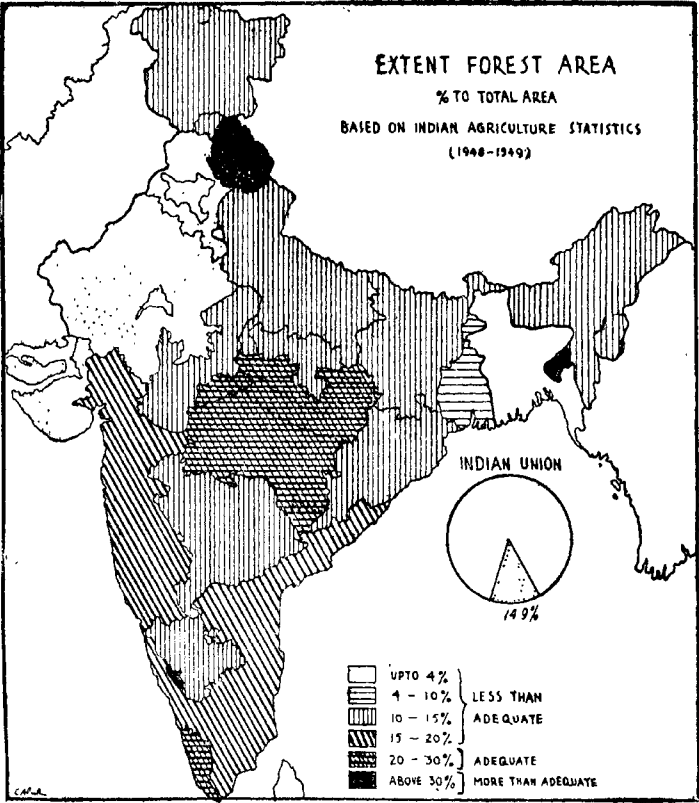 EXTENT FOREST AREA
% TO TOTAL AREA
BASED ON INDIAN AGRICULTURE STATISTICS
(1948-1949)
INDIAN UNION
14 9%
UPTO 4%
4 - 10%
10 - 15%
15 - 20%
LESS THAN
ADEQUATE
20 - 30%
ADEQUATE
ABOVE 30%
MORE THAN ADEQUATE